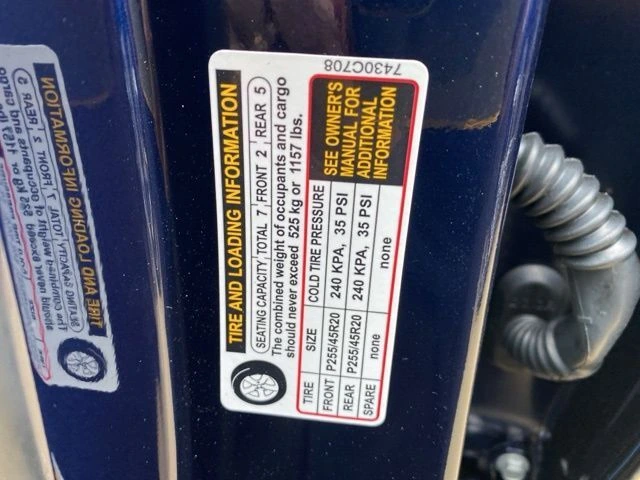 TIRE AND LOADING INFORMATION
SEATING CAPACITY TOTAL 7 FRONT 2 REAR 5
The combined weight of occupants and cargo
should never exceed 525 kg or 1157 lbs.
TIRE SIZE COLD TIRE PRESSURE
FRONT P255/45R20 240 KPA, 35 PSI
REAR P255/45R20 240 KPA, 35 PSI
SPARE none none
SEE OWNER'S
MANUAL FOR
ADDITIONAL
INFORMATION
7430C708